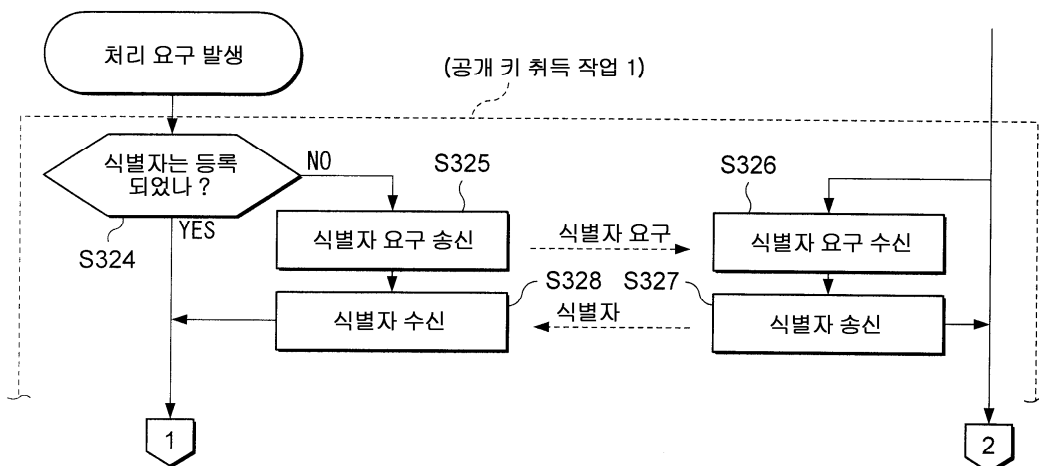 처리 요구 발생
(공개 키 취득 작업 1)
식별자는 등록
되었나 ?
NO
YES
S324
S325
식별자 요구 송신
식별자 요구
S326
식별자 요구 수신
S328
식별자 수신
식별자
S327
식별자 송신
1
2